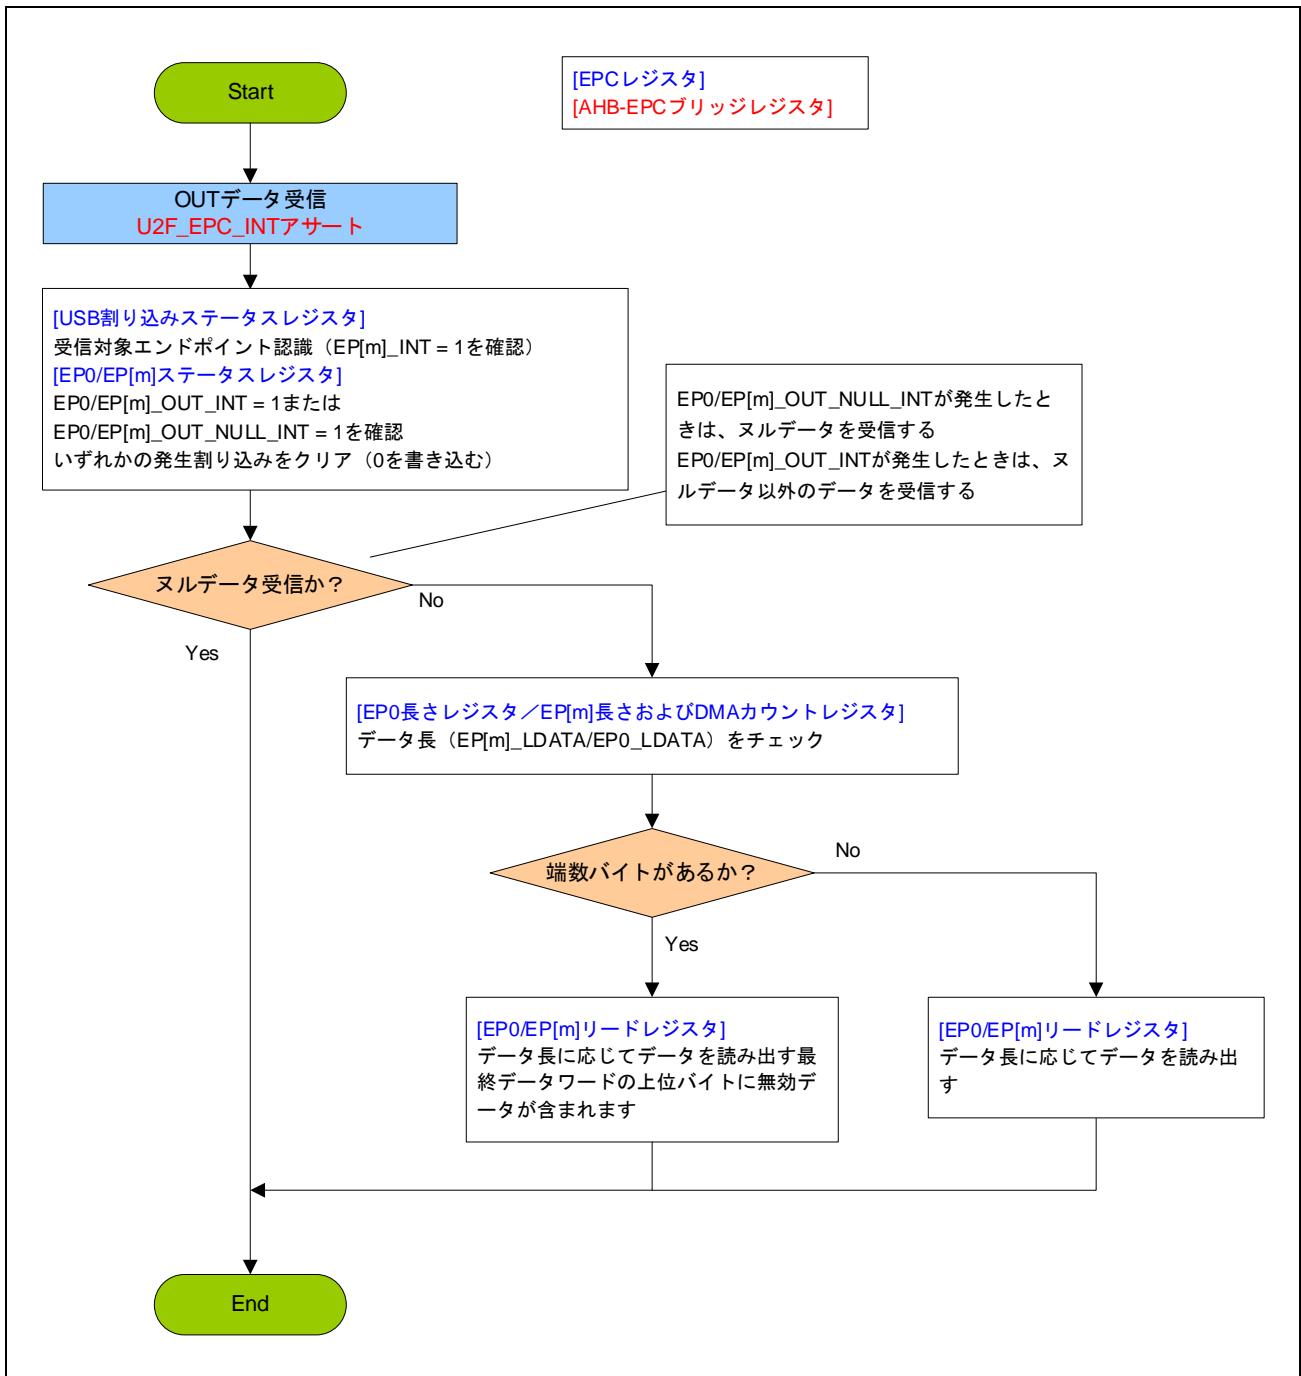 Start
[EPCレジスタ]
[AHB-EPCブリッジレジスタ]
OUTデータ受信
U2F_EPC_INTアサート
[USB割り込みステータスレジスタ]
受信対象エンドポイント認識（EP[m]_INT = 1を確認）
[EP0/EP[m]ステータスレジスタ]
EP0/EP[m]_OUT_INT = 1または
EP0/EP[m]_OUT_NULL_INT = 1を確認
いずれかの発生割り込みをクリア（0を書き込む）
EP0/EP[m]_OUT_NULL_INTが発生したと
きは、ヌルデータを受信する
EP0/EP[m]_OUT_INTが発生したときは、ヌ
ルデータ以外のデータを受信する
ヌルデータ受信か？
No
Yes
[EP0長さレジスタ／EP[m]長さおよびDMAカウントレジスタ]
データ長（EP[m]_LDATA/EP0_LDATA）をチェック
端数バイトがあるか？
No
Yes
[EP0/EP[m]リードレジスタ]
データ長に応じてデータを読み出す最
終データワードの上位バイトに無効デ
ータが含まれます
[EP0/EP[m]リードレジスタ]
データ長に応じてデータを読み出
す
End